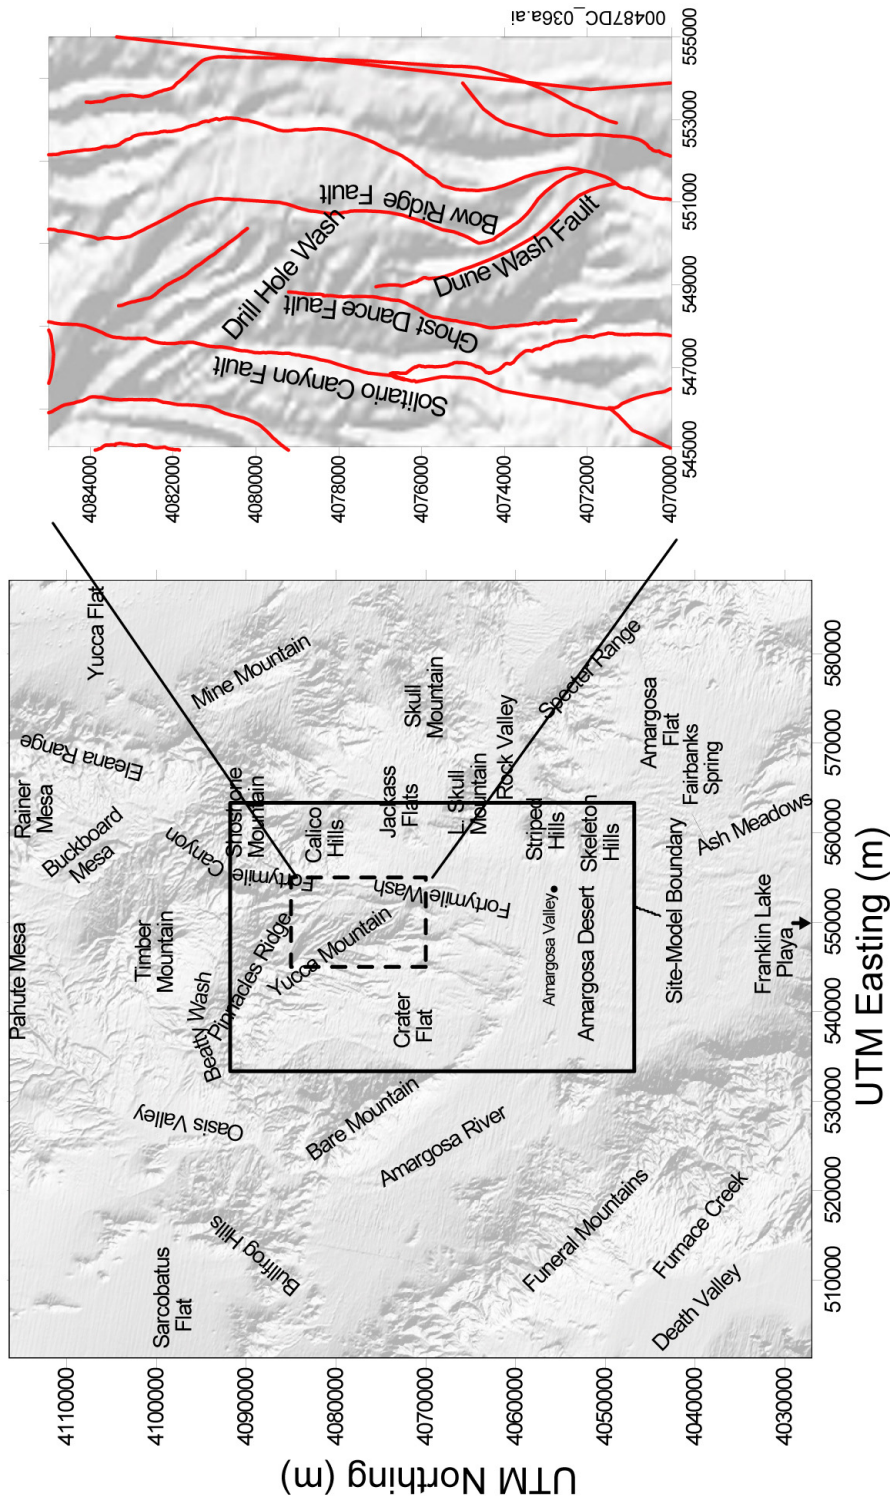 Pahute Mesa
Rainer
Mesa
Yucca Flat
Eleana Range
Buckboard
Mesa
Timber
Mountain
Sarcobatus
Flat
Oasis Valley
Beatty Wash
Mine Mountain
Fortymile Canyon
Shoshone
Mountain
Pinnacles Ridge
Bullfrog Hills
Calico
Hills
Yucca Mountain
Bare Mountain
Crater
Flat
Fortymile Wash
Jackass
Flats
Skull
Mountain
Amargosa River
L. Skull
Mountain
Rock Valley
Striped
Hills
Specter Range
Amargosa Valley
Funeral Mountains
Amargosa Desert
Skeleton
Hills
Site-Model Boundary
Amargosa
Flat
Fairbanks
Spring
Furnace Creek
Death Valley
Ash Meadows
Franklin Lake
Playa
4110000
4100000
4090000
4080000
4070000
4060000
4050000
4040000
4030000
510000
520000
530000
540000
550000
560000
570000
580000
UTM Northing (m)
UTM Easting (m)
Solitario Canyon Fault
Drill Hole Wash
Ghost Dance Fault
Bow Ridge Fault
Dune Wash Fault
4084000
4082000
4080000
4078000
4076000
4074000
4072000
4070000
545000
547000
549000
551000
553000
555000
00487DC_036a.ai